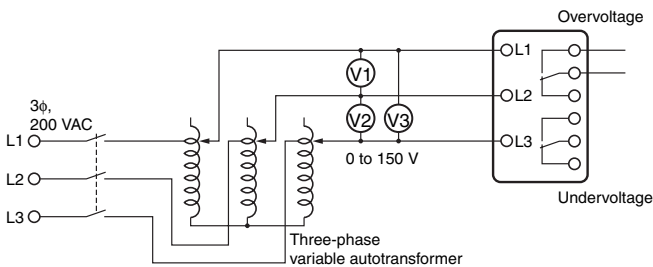 Overvoltage
L1
V1
3ϕ,
200 VAC
L2
V2
V3
L1
L3
0 to 150 V
L2
Undervoltage
L3
Three-phase
variable autotransformer